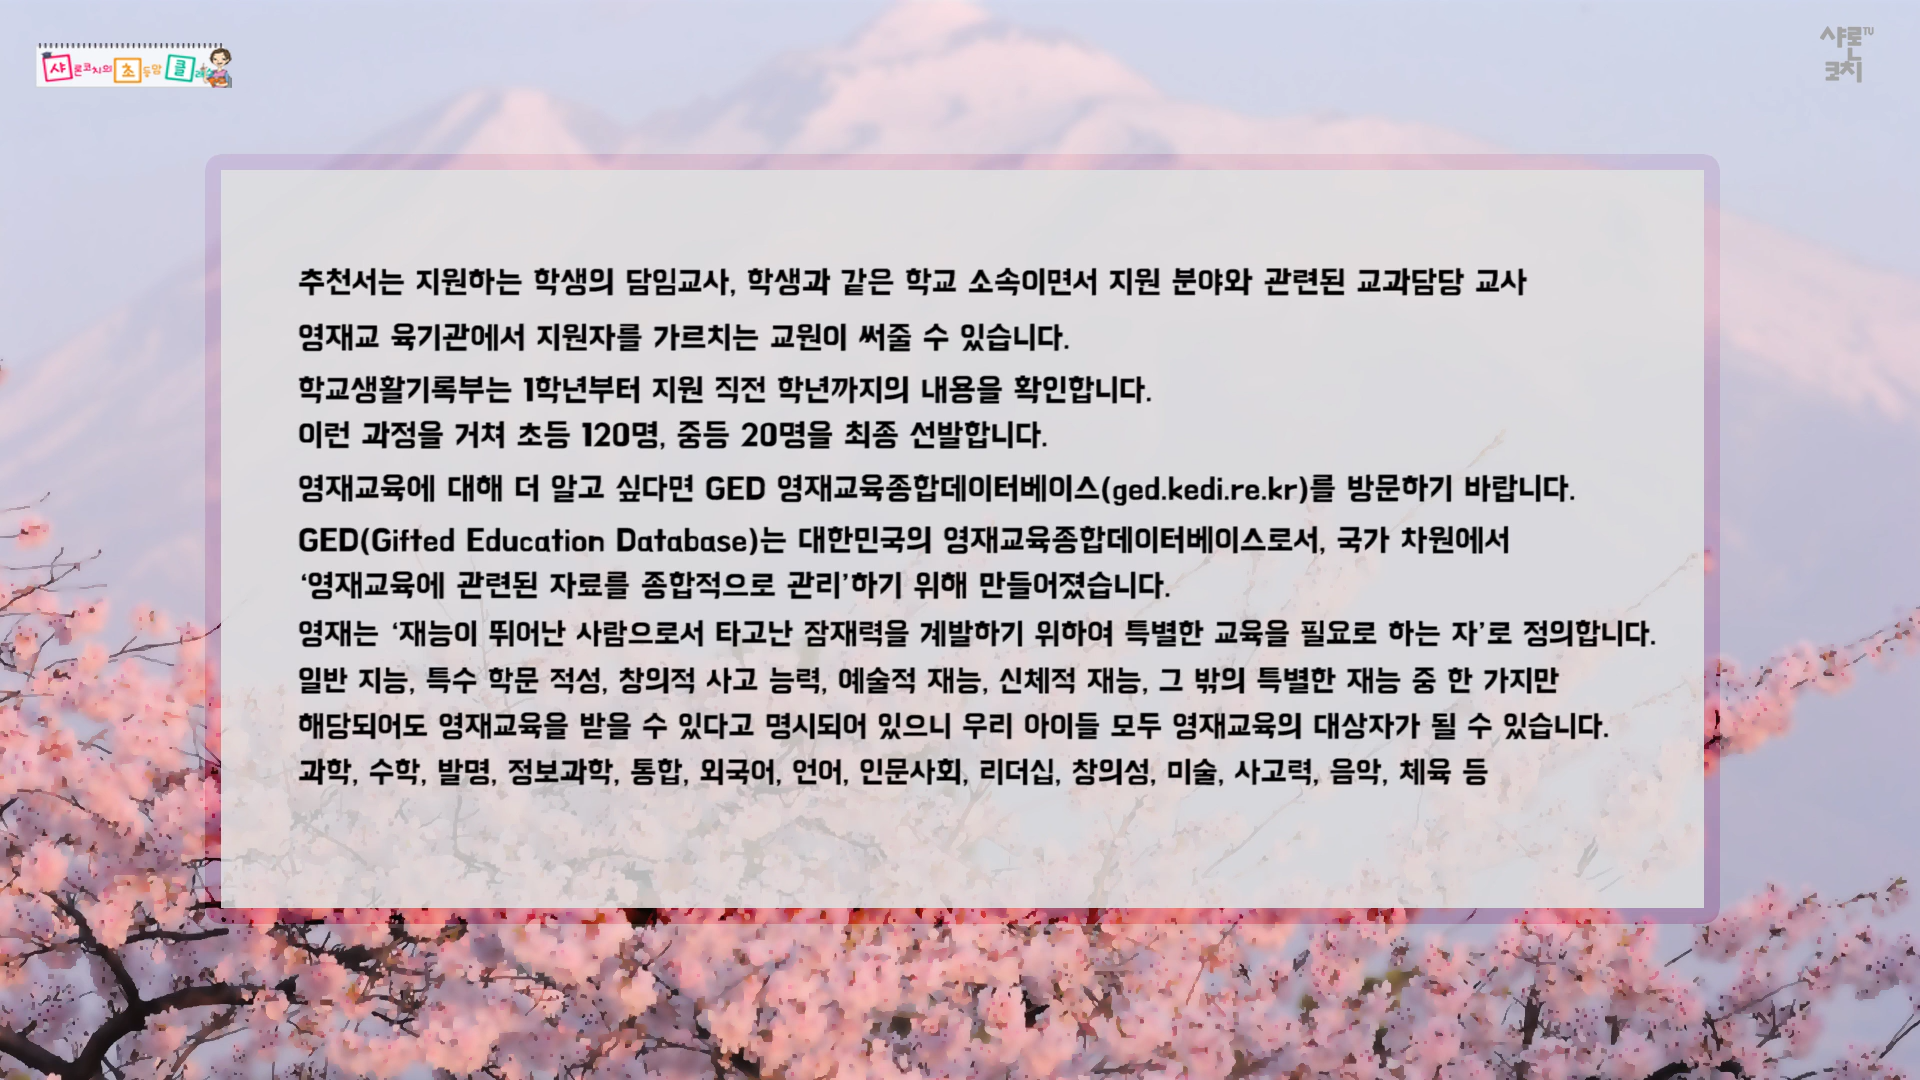 샤론코치의 초등맘 클래스
샤론TV
코치
추천서는 지원하는 학생의 담임교사, 학생과 같은 학교 소속이면서 지원 분야와 관련된 교과담당 교사
영재교 육기관에서 지원자를 가르치는 교원이 써줄 수 있습니다.
학교생활기록부는 1학년부터 지원 직전 학년까지의 내용을 확인합니다.
이런 과정을 거쳐 초등 120명, 중등 20명을 최종 선발합니다.
영재교육에 대해 더 알고 싶다면 GED 영재교육종합데이터베이스(ged.kedi.re.kr)를 방문하기 바랍니다.
GED(Gifted Education Database)는 대한민국의 영재교육종합데이터베이스로서, 국가 차원에서
‘영재교육에 관련된 자료를 종합적으로 관리’하기 위해 만들어졌습니다.
영재는 ‘재능이 뛰어난 사람으로서 타고난 잠재력을 계발하기 위하여 특별한 교육을 필요로 하는 자’로 정의합니다.
일반 지능, 특수 학문 적성, 창의적 사고 능력, 예술적 재능, 신체적 재능, 그 밖의 특별한 재능 중 한 가지만
해당되어도 영재교육을 받을 수 있다고 명시되어 있으니 우리 아이들 모두 영재교육의 대상자가 될 수 있습니다.
과학, 수학, 발명, 정보과학, 통합, 외국어, 언어, 인문사회, 리더십, 창의성, 미술, 사고력, 음악, 체육 등